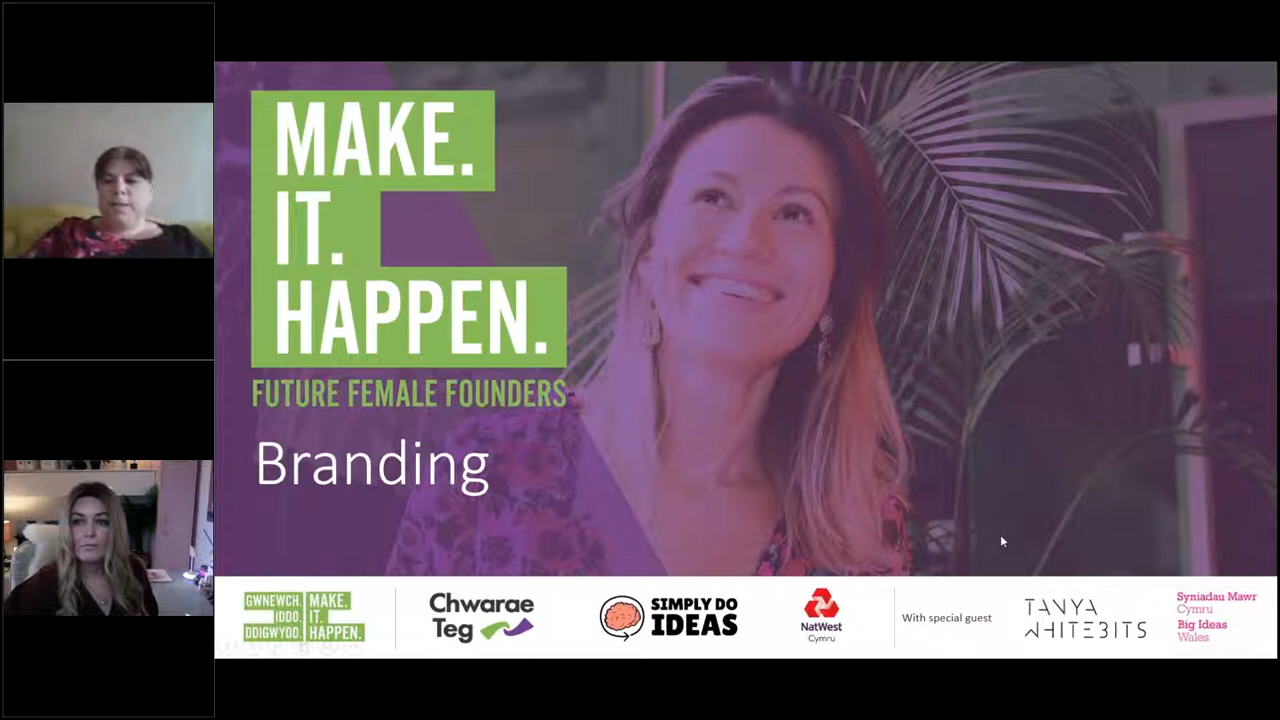 MAKE.
IT.
HAPPEN.
FUTURE FEMALE FOUNDERS
Branding
GWNEWCH.
IDDO.
DDIGWYDD.
MAKE.
IT.
HAPPEN.
Chwarae
Teg
SIMPLY DO
IDEAS
NatWest
Cymru
With special guest
TANYA
WHITEBITS
Syniadau Mawr
Cymru
Big Ideas
Wales